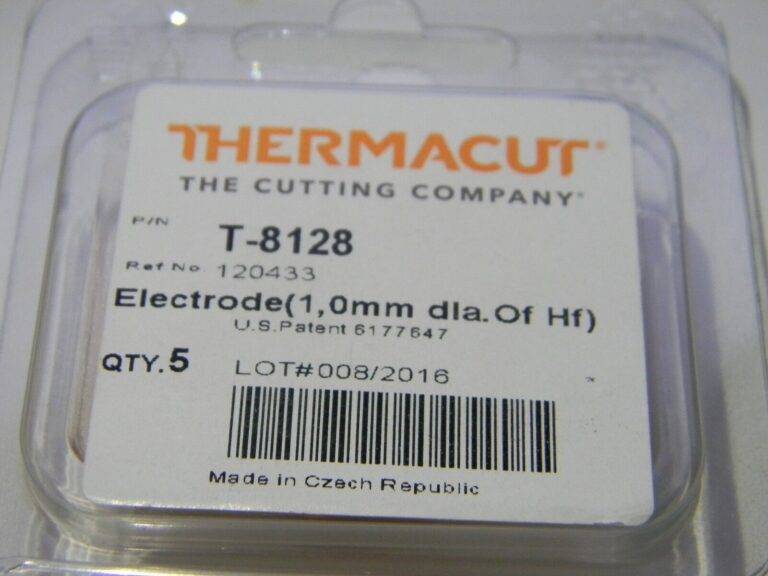 THERMACUT®
THE CUTTING COMPANY®
P/N T-8128
Ref No 120433
Electrode(1,0mm dia.Of Hf)
U.S.Patent 6177647
QTY.5 LOT#008/2016
Made in Czech Republic